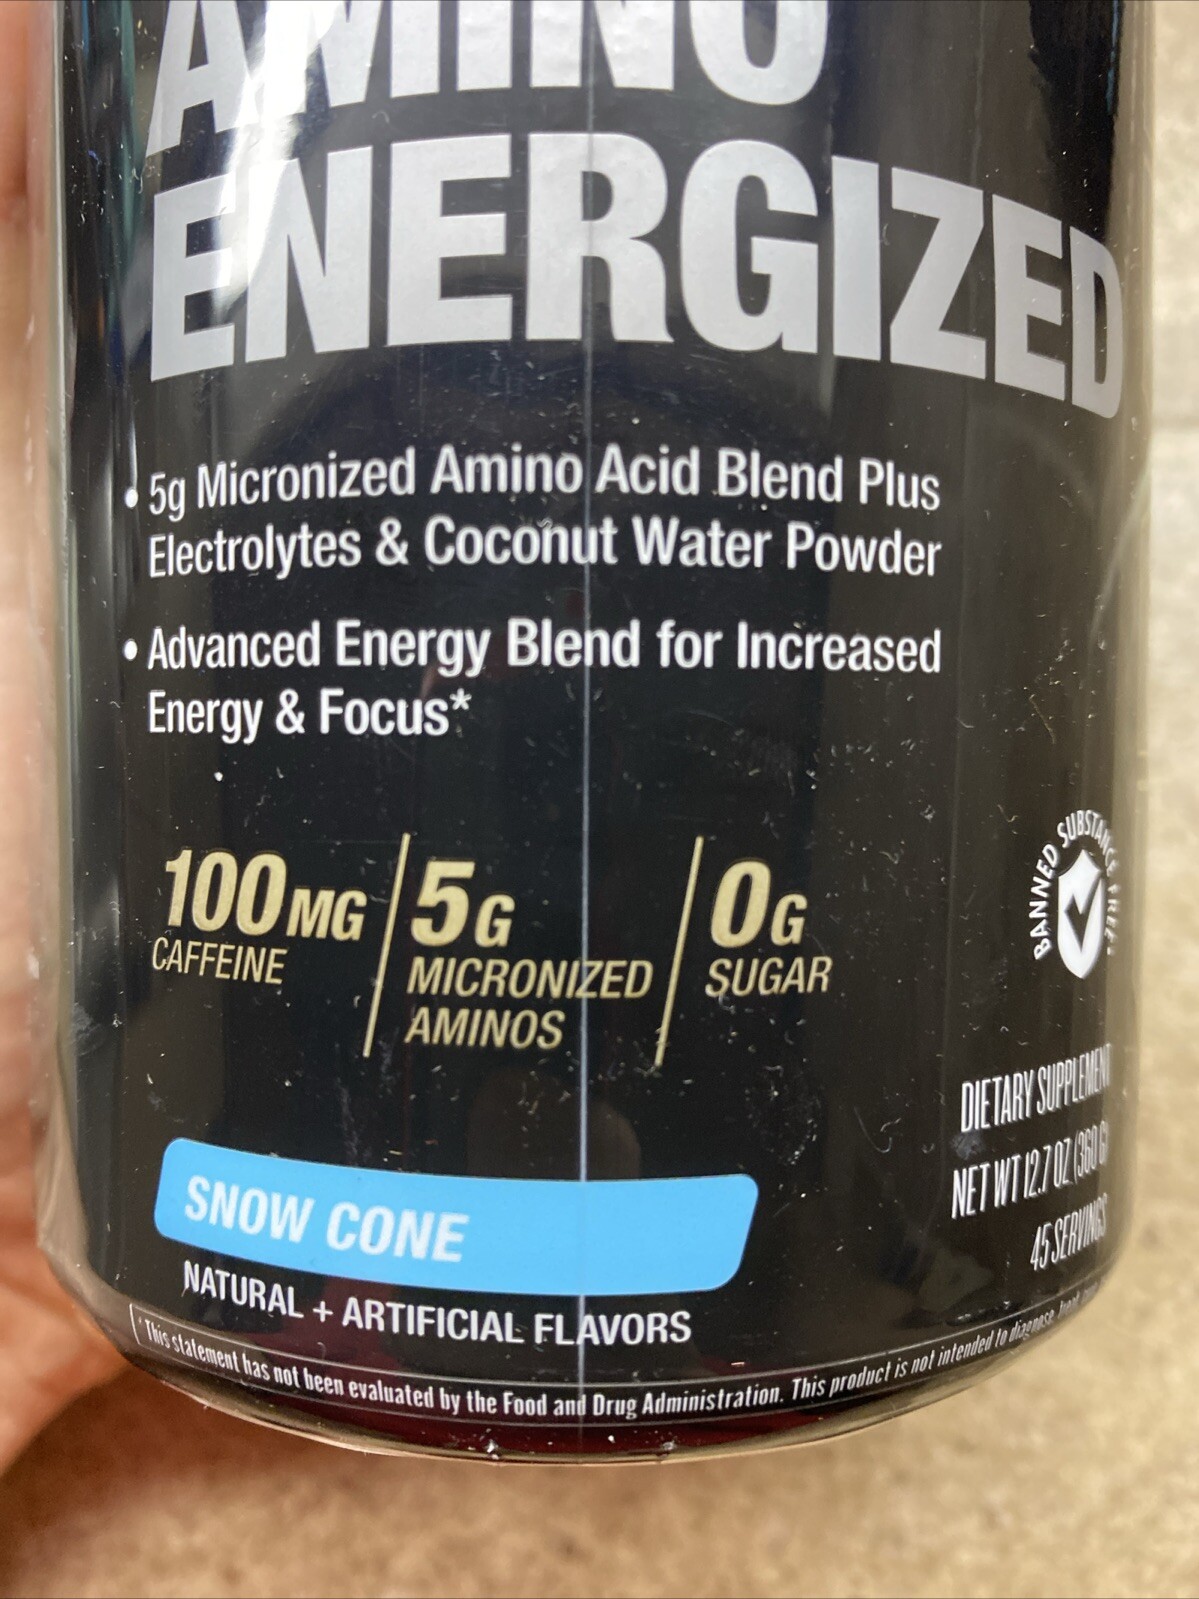 AMINO
ENERGIZED
• 5g Micronized Amino Acid Blend Plus
Electrolytes & Coconut Water Powder
• Advanced Energy Blend for Increased
Energy & Focus*
100MG
CAFFEINE
5G
MICRONIZED
AMINOS
0G
SUGAR
BANNED SUBSTANCE FREE
DIETARY SUPPLEMENT
NET WT 12.7 OZ (360 G)
45 SERVINGS
SNOW CONE
NATURAL + ARTIFICIAL FLAVORS
*This statement has not been evaluated by the Food and Drug Administration. This product is not intended to diagnose, treat,